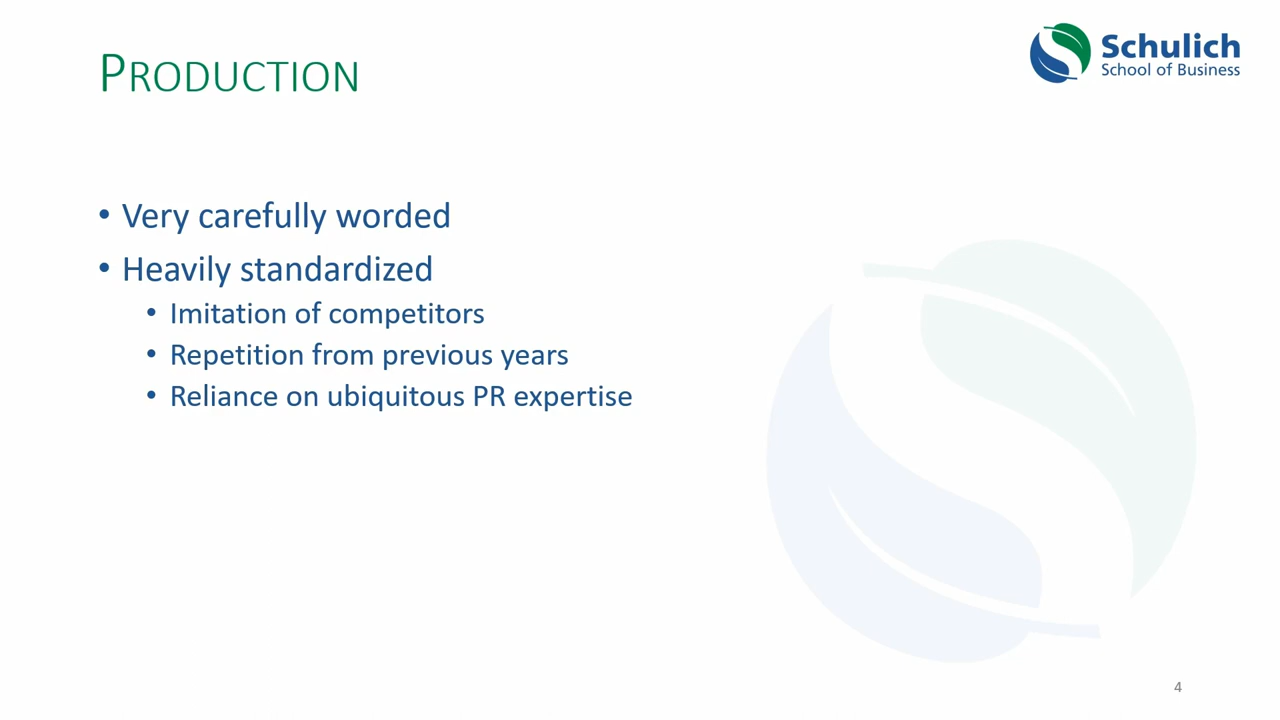 PRODUCTION
Schulich
School of Business
• Very carefully worded
• Heavily standardized
• Imitation of competitors
• Repetition from previous years
• Reliance on ubiquitous PR expertise
4